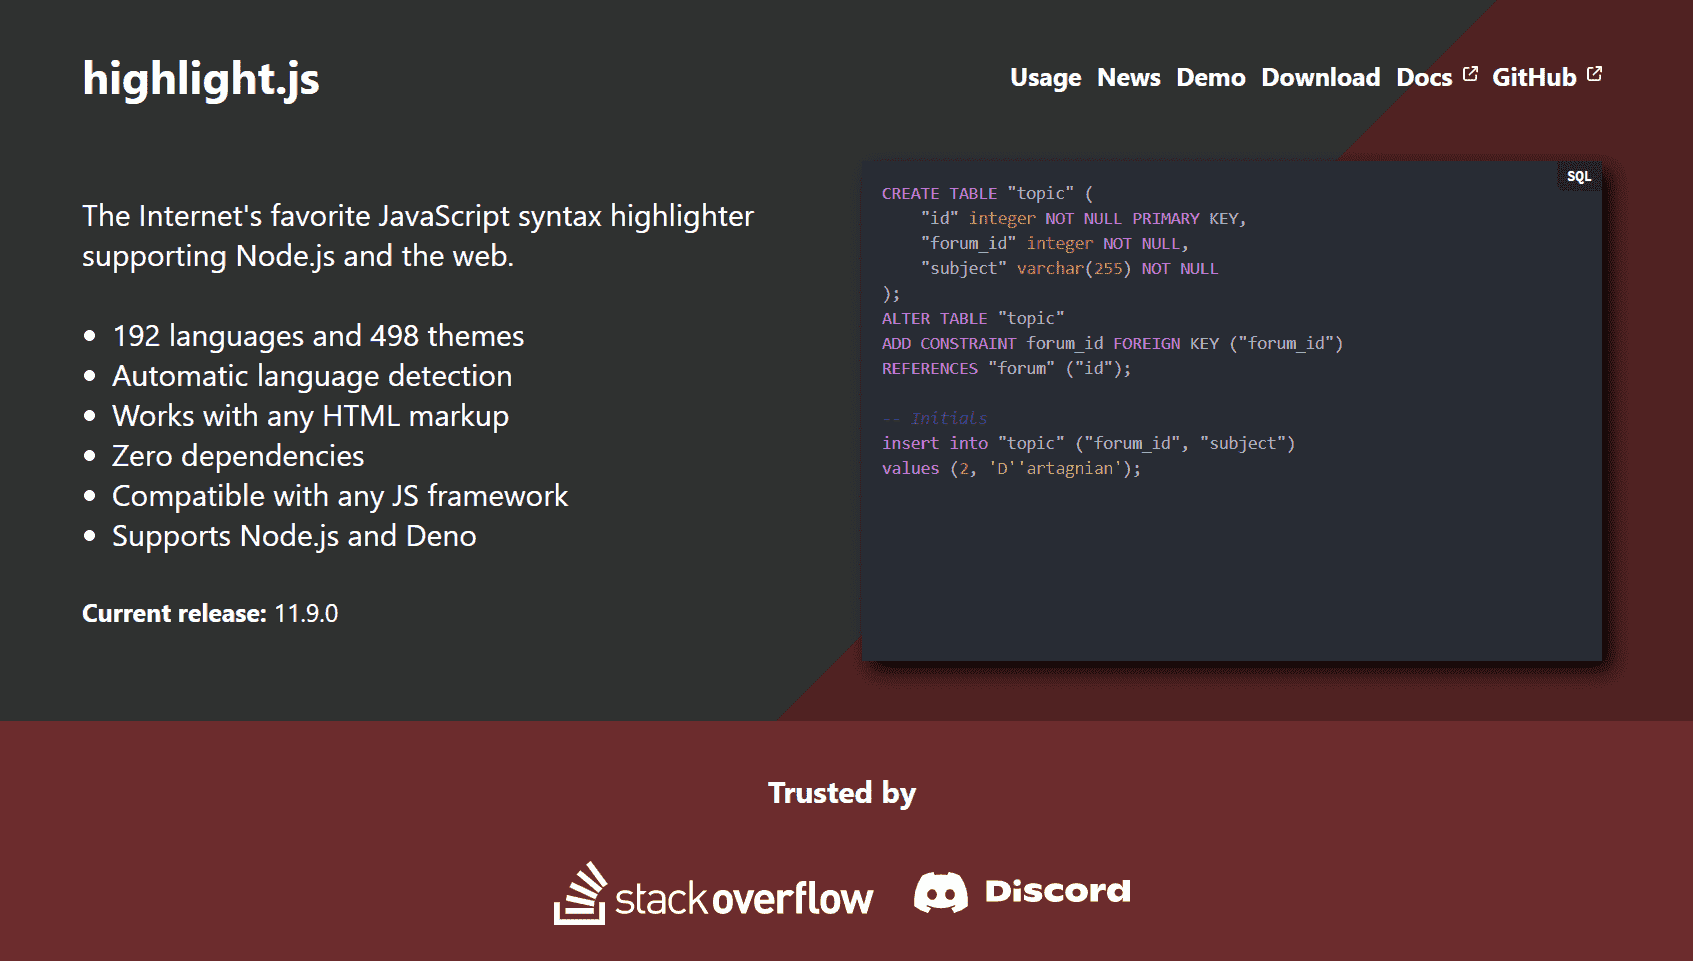 highlight.js
Usage News Demo Download Docs GitHub
The Internet's favorite JavaScript syntax highlighter
supporting Node.js and the web.
• 192 languages and 498 themes
• Automatic language detection
• Works with any HTML markup
• Zero dependencies
• Compatible with any JS framework
• Supports Node.js and Deno
Current release: 11.9.0
SQL
CREATE TABLE "topic" (
    "id" integer NOT NULL PRIMARY KEY,
    "forum_id" integer NOT NULL,
    "subject" varchar(255) NOT NULL
);
ALTER TABLE "topic"
ADD CONSTRAINT forum_id FOREIGN KEY ("forum_id")
REFERENCES "forum" ("id");
-- Initials
insert into "topic" ("forum_id", "subject")
values (2, 'D''artagnian');
Trusted by
stackoverflow
Discord